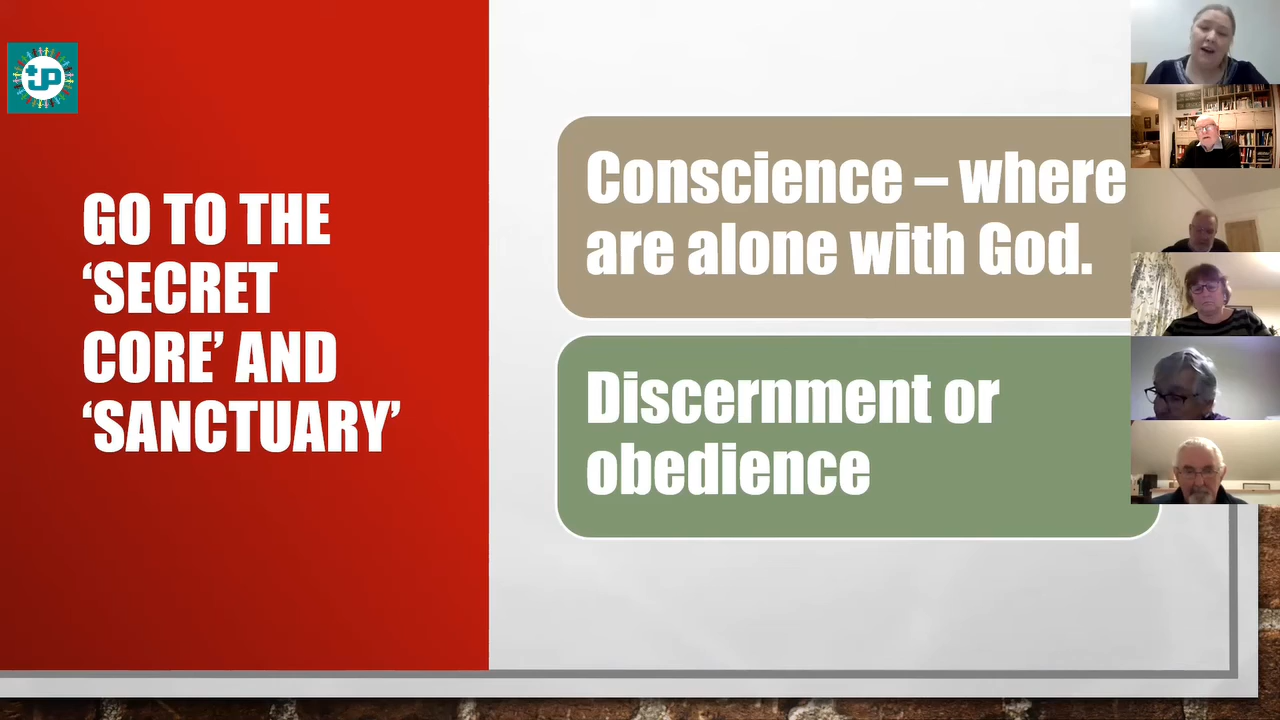 GO TO THE
‘SECRET
CORE’ AND
‘SANCTUARY’
Conscience – where
are alone with God.
Discernment or
obedience